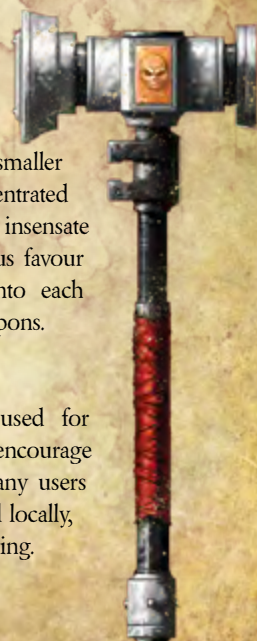 smaller
entrated
insensate
us favour
nto each
pons.
used for
encourage
any users
locally,
ing.